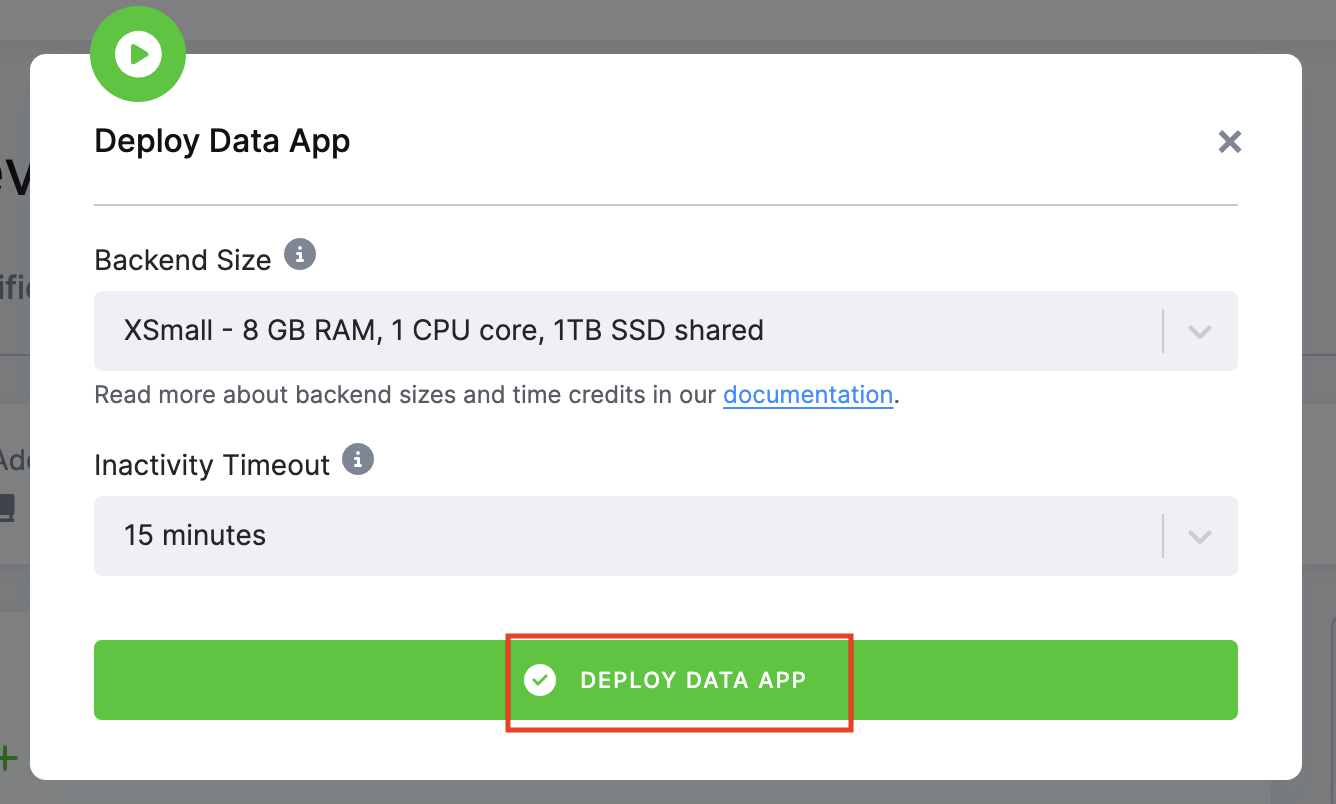 Deploy Data App
Backend Size
XSmall - 8 GB RAM, 1 CPU core, 1TB SSD shared
Read more about backend sizes and time credits in our documentation.
Inactivity Timeout
15 minutes
DEPLOY DATA APP